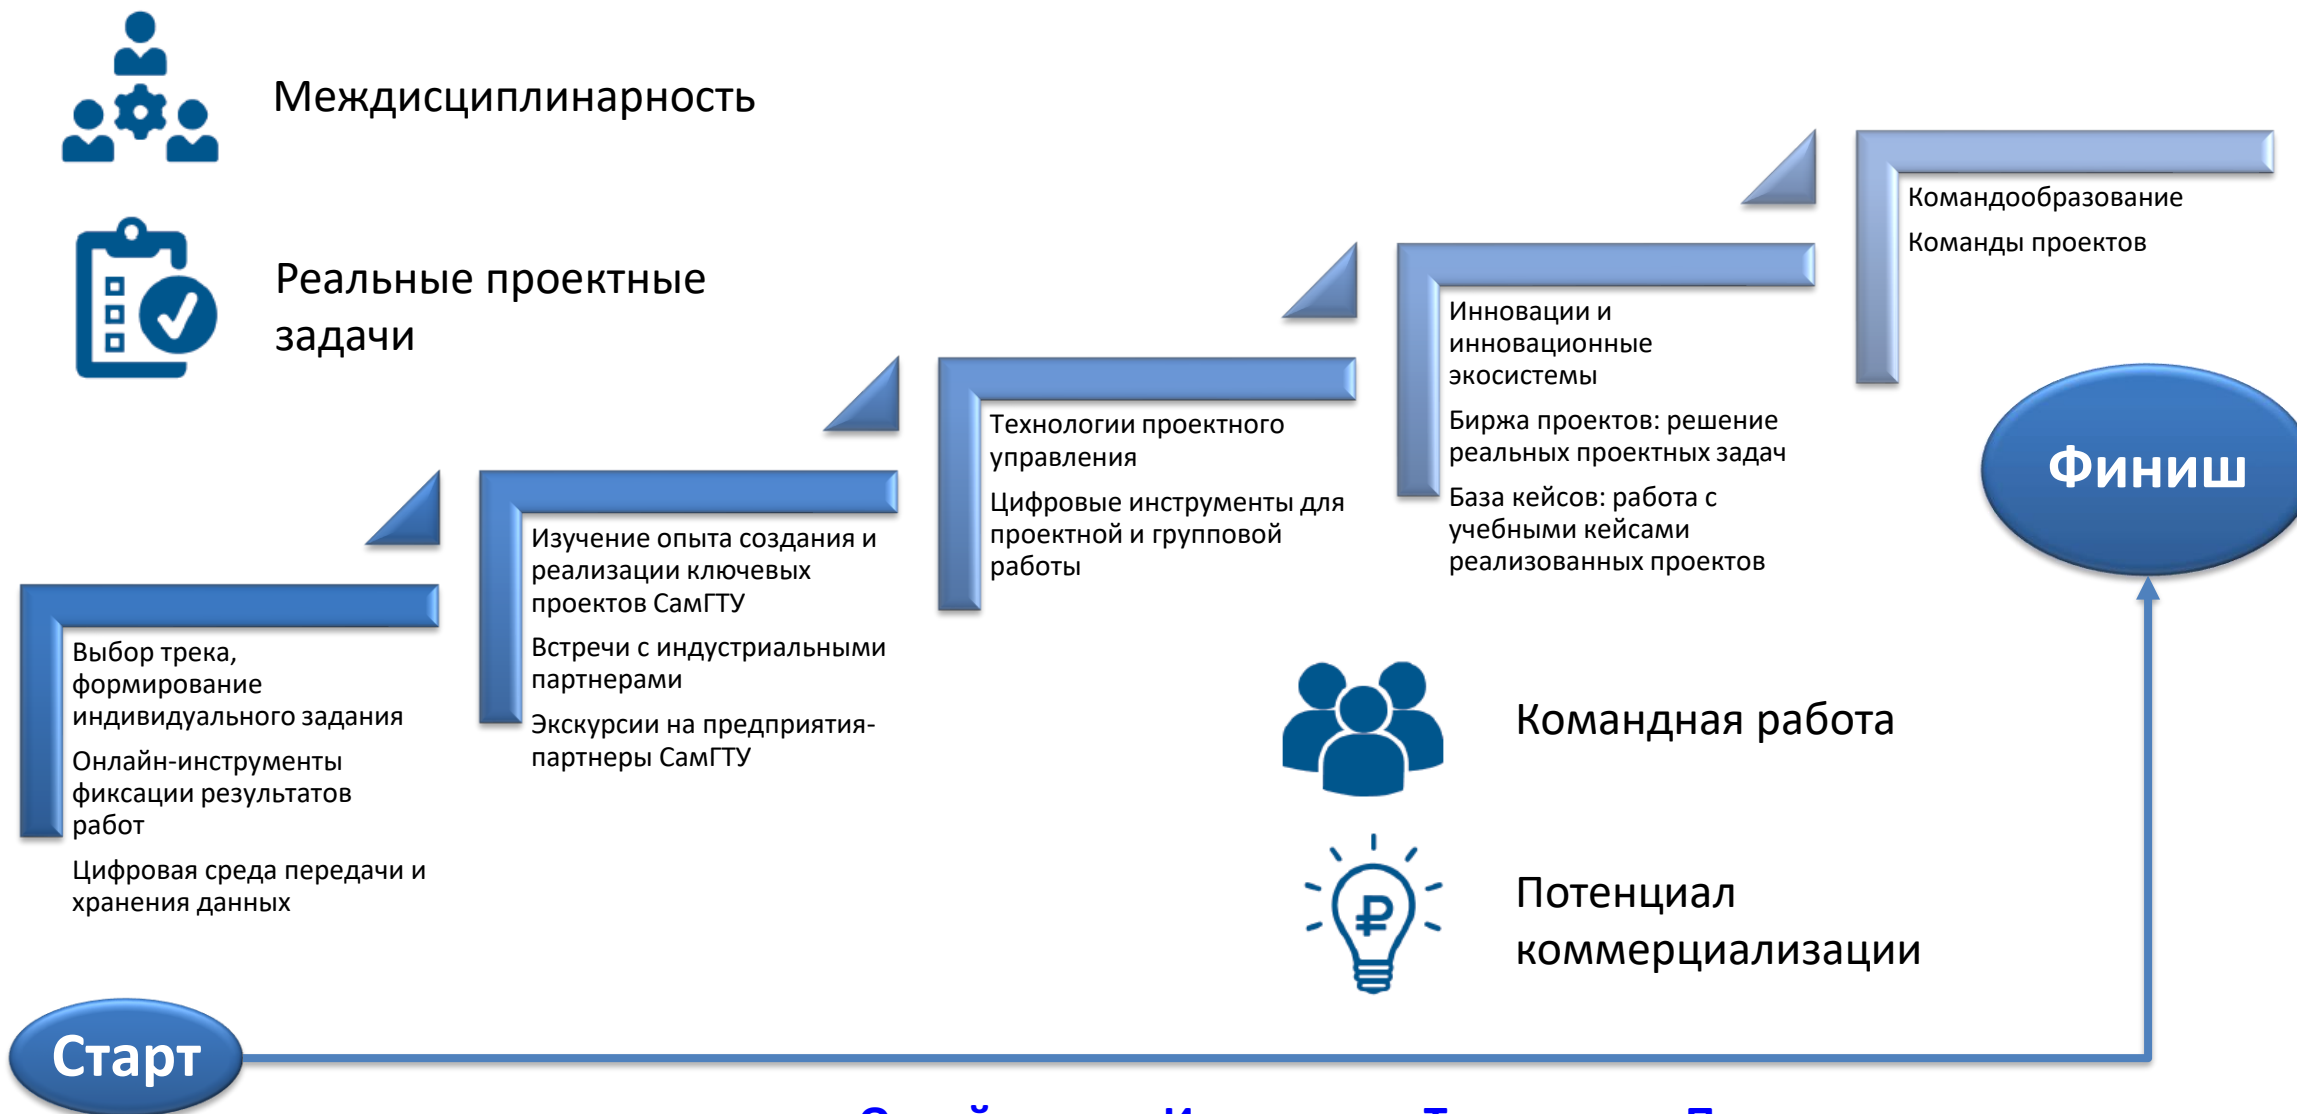 Междисциплинарность
Реальные проектные
задачи
Выбор трека,
формирование
индивидуального задания
Онлайн-инструменты
фиксации результатов
работ
Цифровая среда передачи и
хранения данных
Изучение опыта создания и
реализации ключевых
проектов СамГТУ
Встречи с индустриальными
партнерами
Экскурсии на предприятия-
партнеры СамГТУ
Технологии проектного
управления
Цифровые инструменты для
проектной и групповой
работы
Инновации и
инновационные
экосистемы
Биржа проектов: решение
реальных проектных задач
База кейсов: работа с
учебными кейсами
реализованных проектов
Командообразование
Команды проектов
Финиш
Командная работа
Потенциал
коммерциализации
Старт